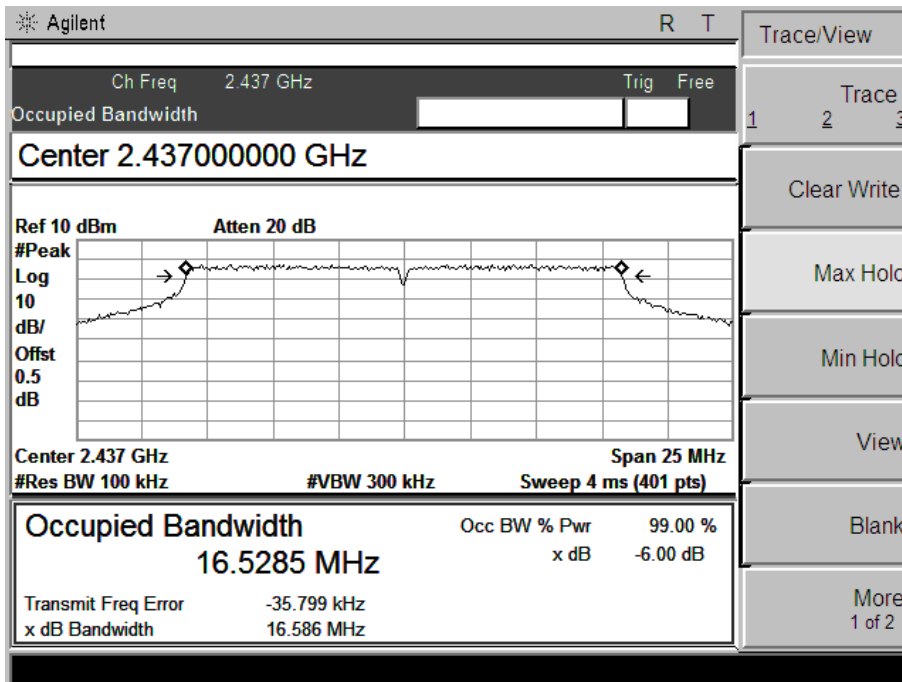 Agilent R T
Trace/View
Ch Freq 2.437 GHz Trig Free
Occupied Bandwidth
Trace
1 2 3
Center 2.437000000 GHz
Clear Write
Ref 10 dBm Atten 20 dB
#Peak
Log
10
dB/
Offst
0.5
dB
Max Hold
Min Hold
Center 2.437 GHz Span 25 MHz
#Res BW 100 kHz #VBW 300 kHz Sweep 4 ms (401 pts)
View
Occupied Bandwidth Occ BW % Pwr 99.00 %
16.5285 MHz x dB -6.00 dB
Blank
Transmit Freq Error -35.799 kHz
x dB Bandwidth 16.586 MHz
More
1 of 2